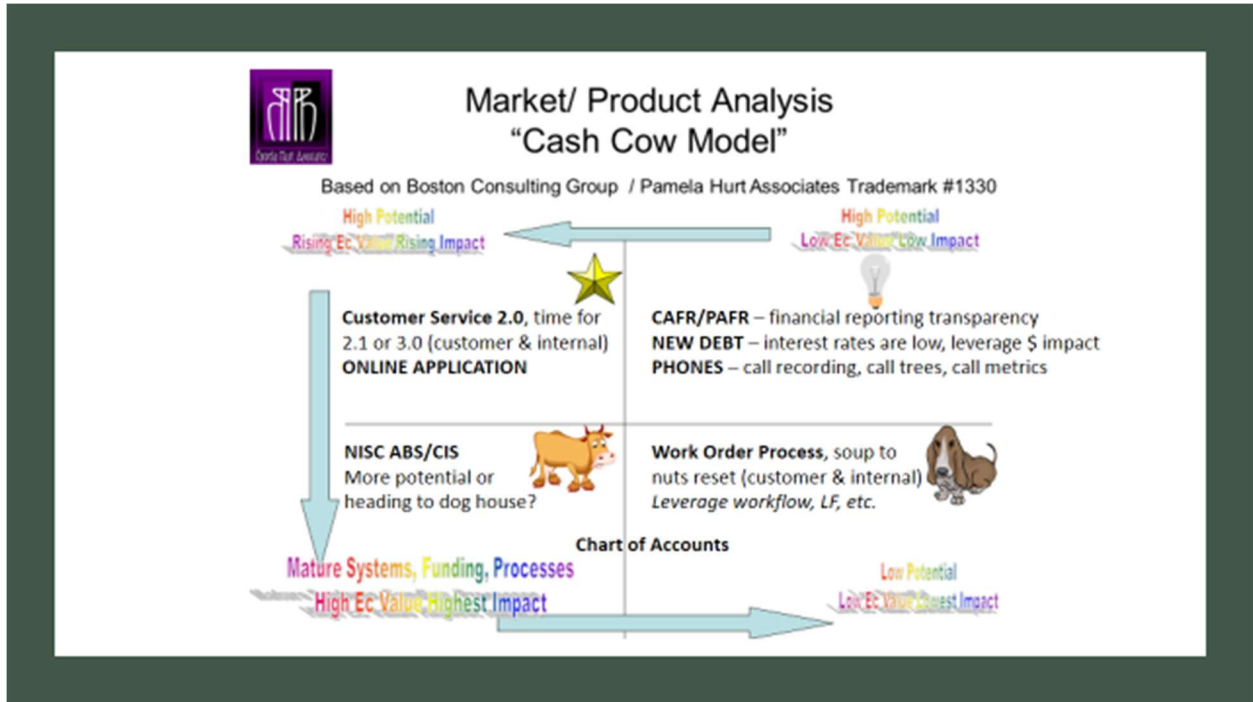 Market/ Product Analysis
“Cash Cow Model”
Based on Boston Consulting Group / Pamela Hurt Associates Trademark #1330
High Potential
Rising Ec Value Rising Impact
High Potential
Low Ec Value Low Impact
Customer Service 2.0, time for
2.1 or 3.0 (customer & internal)
ONLINE APPLICATION
CAFR/PAFR – financial reporting transparency
NEW DEBT – interest rates are low, leverage $ impact
PHONES – call recording, call trees, call metrics
NISC ABS/CIS
More potential or
heading to dog house?
Work Order Process, soup to
nuts reset (customer & internal)
Leverage workflow, LF, etc.
Chart of Accounts
Mature Systems, Funding, Processes
High Ec Value Highest Impact
Low Potential
Low Ec Value Lowest Impact